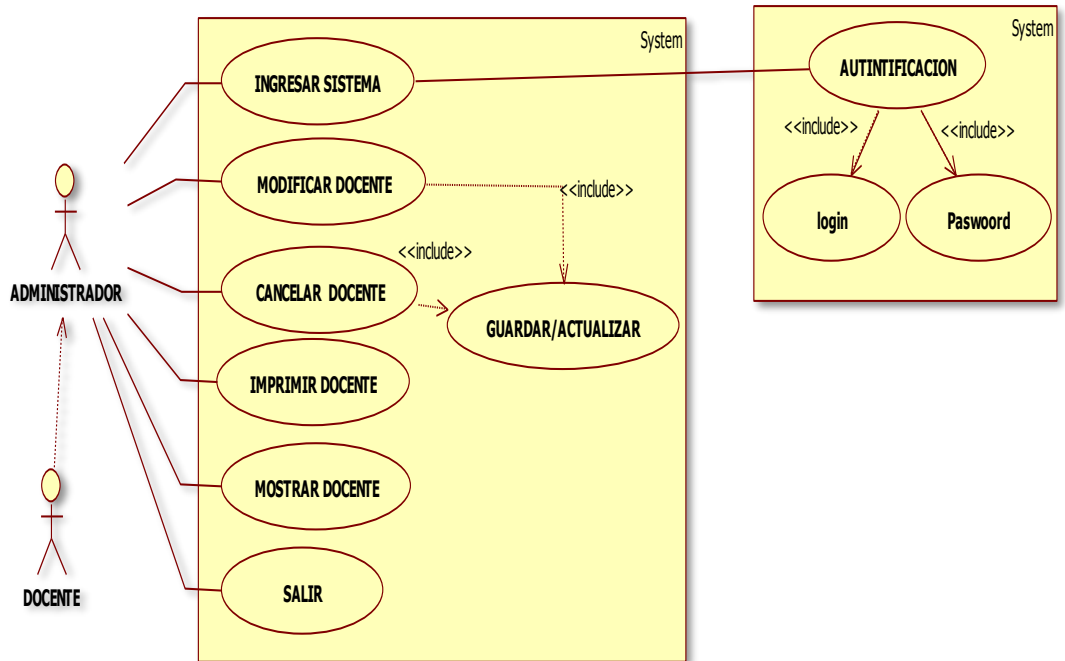 System
INGRESAR SISTEMA
MODIFICAR DOCENTE
<<include>>
<<include>>
CANCELAR DOCENTE
GUARDAR/ACTUALIZAR
IMPRIMIR DOCENTE
MOSTRAR DOCENTE
SALIR
ADMINISTRADOR
DOCENTE
System
AUTINTIFICACION
<<include>>
<<include>>
login
Paswoord